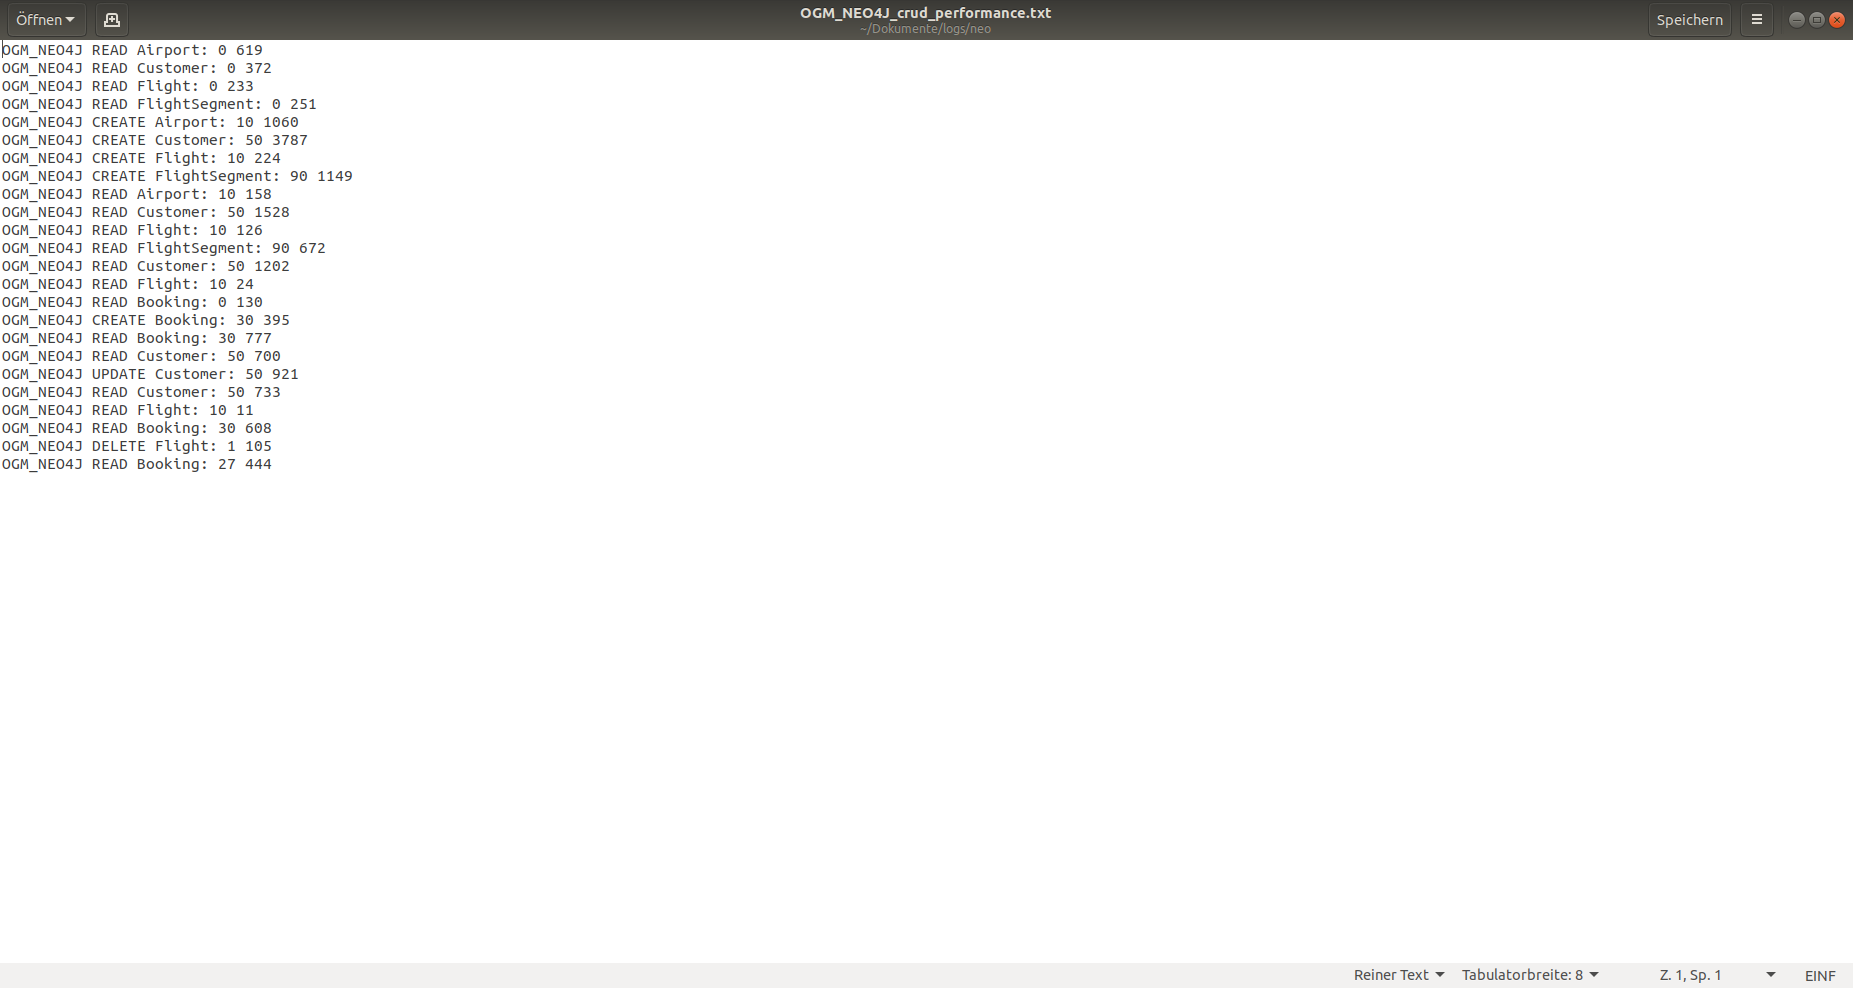 Öffnen
OGM_NEO4J_crud_performance.txt
~/Dokumente/logs/neo
Speichern
OGM_NEO4J READ Airport: 0 619
OGM_NEO4J READ Customer: 0 372
OGM_NEO4J READ Flight: 0 233
OGM_NEO4J READ FlightSegment: 0 251
OGM_NEO4J CREATE Airport: 10 1060
OGM_NEO4J CREATE Customer: 50 3787
OGM_NEO4J CREATE Flight: 10 224
OGM_NEO4J CREATE FlightSegment: 90 1149
OGM_NEO4J READ Airport: 10 158
OGM_NEO4J READ Customer: 50 1528
OGM_NEO4J READ Flight: 10 126
OGM_NEO4J READ FlightSegment: 90 672
OGM_NEO4J READ Customer: 50 1202
OGM_NEO4J READ Flight: 10 24
OGM_NEO4J READ Booking: 0 130
OGM_NEO4J CREATE Booking: 30 395
OGM_NEO4J READ Booking: 30 777
OGM_NEO4J READ Customer: 50 700
OGM_NEO4J UPDATE Customer: 50 921
OGM_NEO4J READ Customer: 50 733
OGM_NEO4J READ Flight: 10 11
OGM_NEO4J READ Booking: 30 608
OGM_NEO4J DELETE Flight: 1 105
OGM_NEO4J READ Booking: 27 444
Reiner Text Tabulatorbreite: 8 Z. 1, Sp. 1 EINF